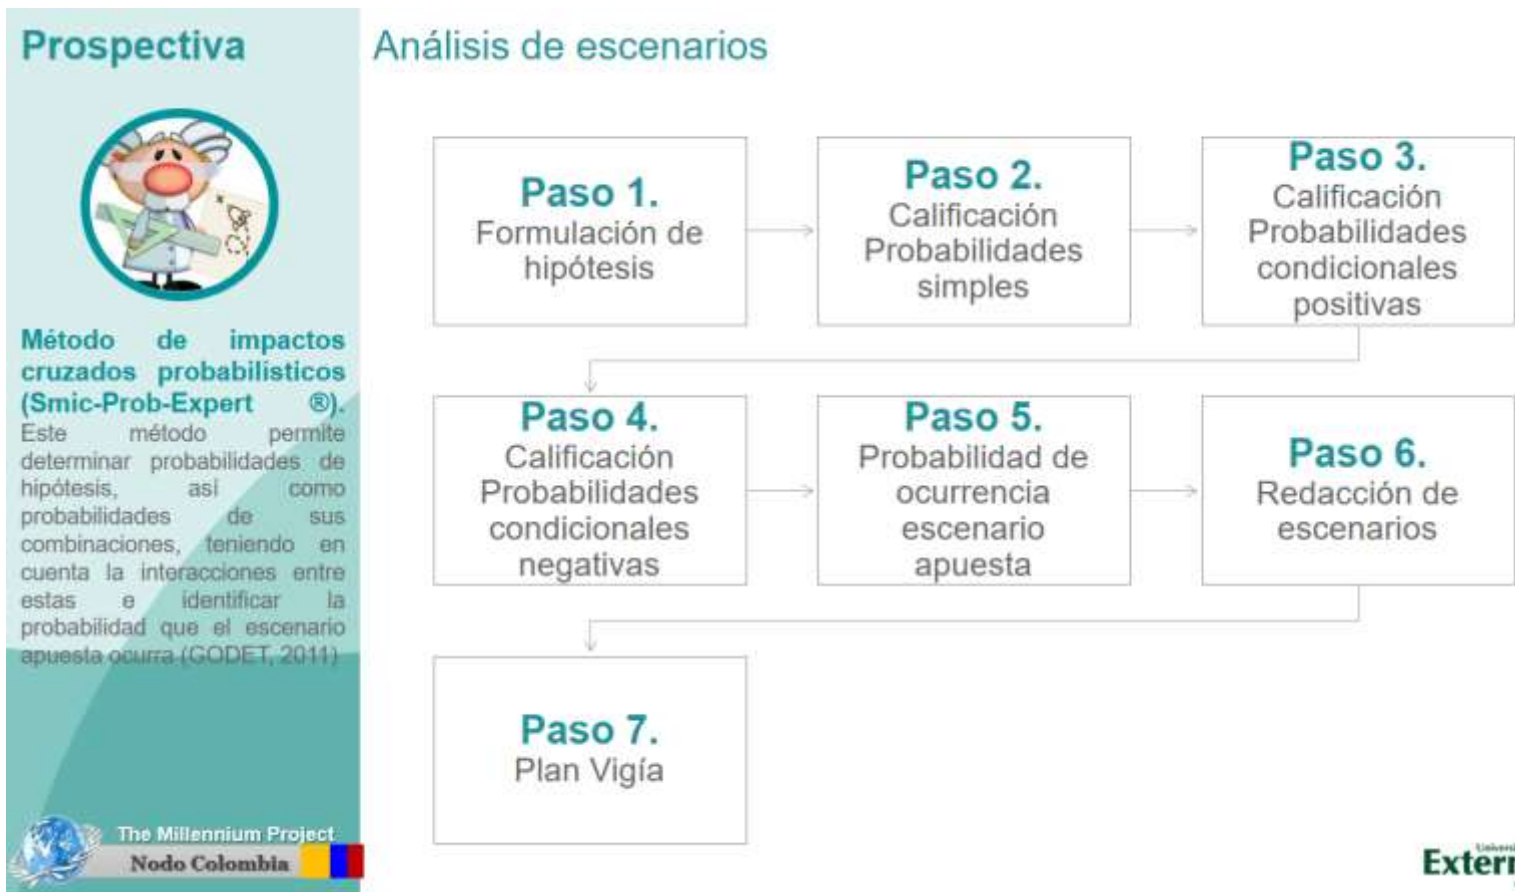 Prospectiva
Análisis de escenarios
Método de impactos
cruzados probabilísticos
(Smic-Prob-Expert ®).
Este método permite
determinar probabilidades de
hipótesis, así como
probabilidades de sus
combinaciones, teniendo en
cuenta la interacciones entre
estas e identificar la
probabilidad que el escenario
apuesta ocurra (GODET, 2011)
Paso 1.
Formulación de
hipótesis
Paso 2.
Calificación
Probabilidades
simples
Paso 3.
Calificación
Probabilidades
condicionales
positivas
Paso 4.
Calificación
Probabilidades
condicionales
negativas
Paso 5.
Probabilidad de
ocurrencia
escenario
apuesta
Paso 6.
Redacción de
escenarios
Paso 7.
Plan Vigía
The Millennium Project
Nodo Colombia